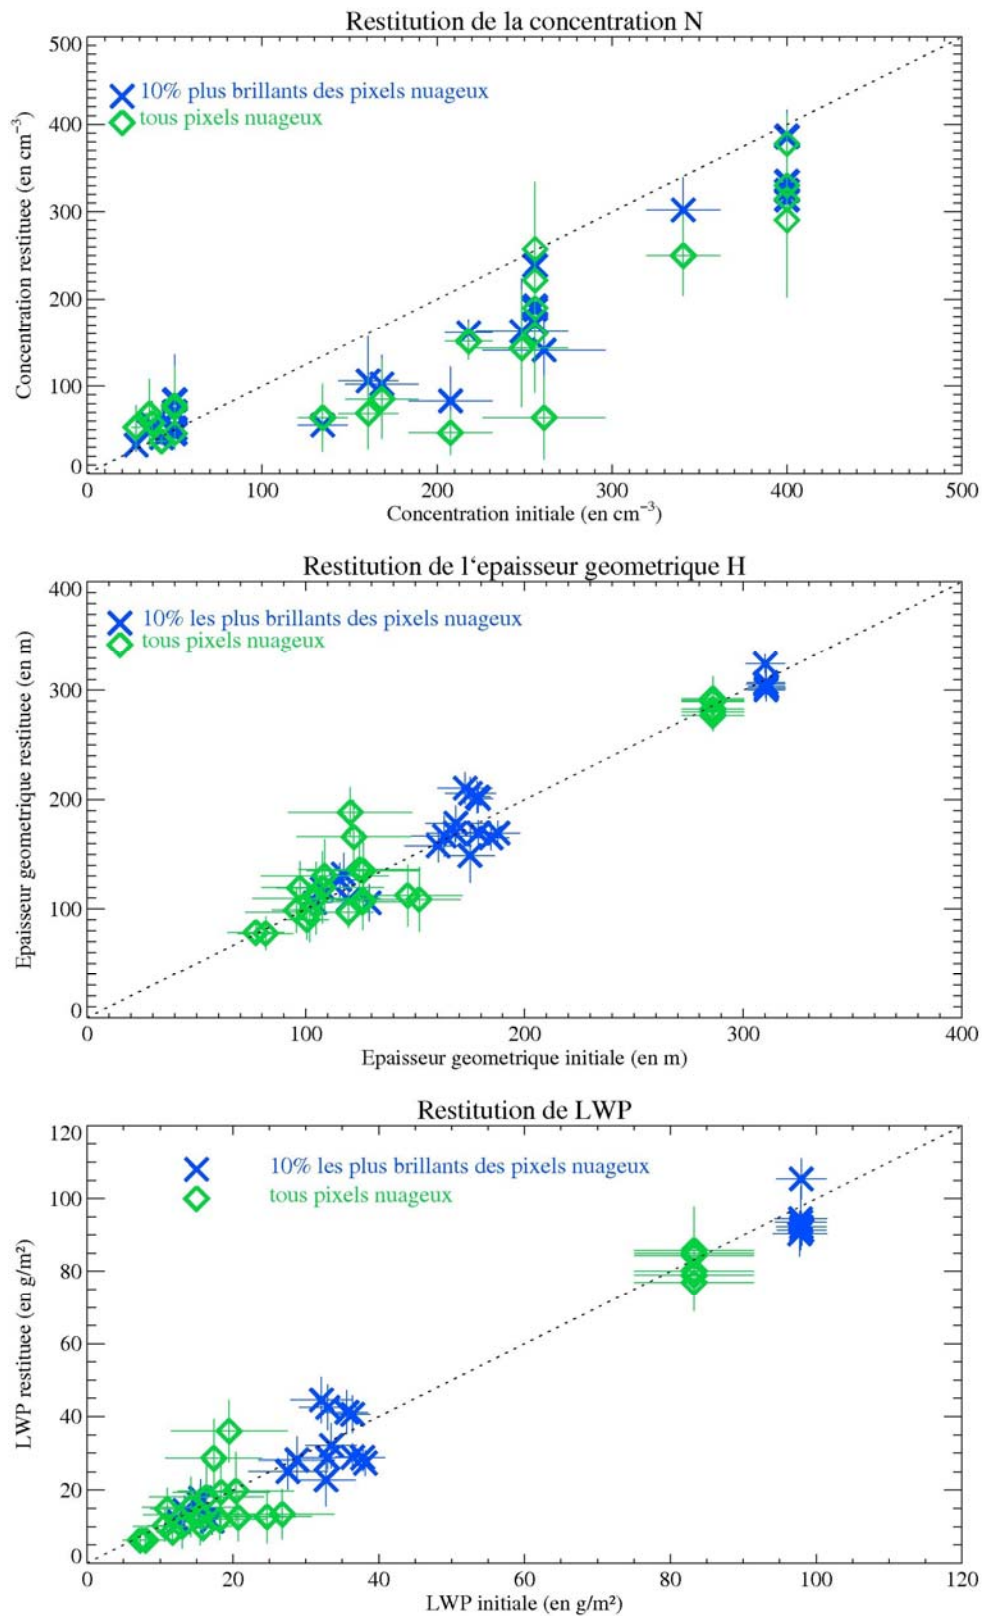 Restitution de la concentration N
500
400
300
200
100
0
Concentration restituee (en cm⁻³)
10% plus brillants des pixels nuageux
tous pixels nuageux
0 100 200 300 400 500
Concentration initiale (en cm⁻³)
Restitution de l‘epaisseur geometrique H
400
300
200
100
0
Epaisseur geometrique restituee (en m)
10% les plus brillants des pixels nuageux
tous pixels nuageux
0 100 200 300 400
Epaisseur geometrique initiale (en m)
Restitution de LWP
120
100
80
60
40
20
0
LWP restituee (en g/m²)
10% les plus brillants des pixels nuageux
tous pixels nuageux
0 20 40 60 80 100 120
LWP initiale (en g/m²)